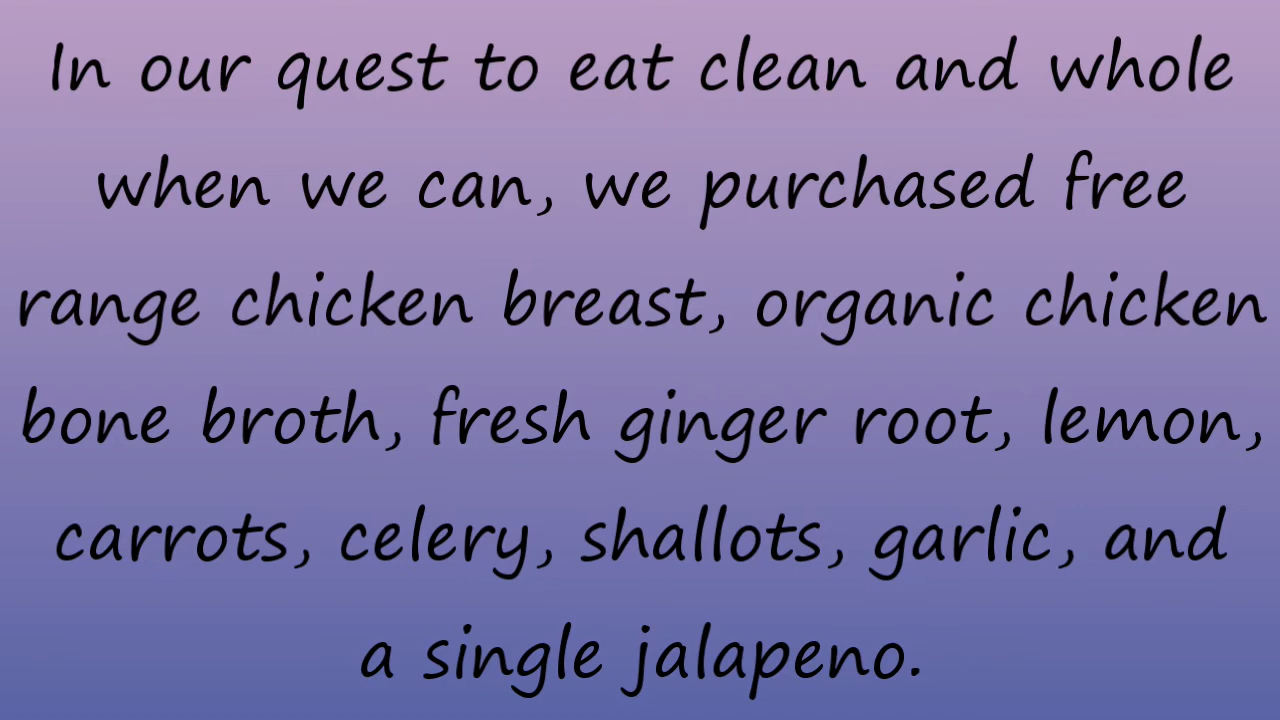 In our quest to eat clean and whole
when we can, we purchased free
range chicken breast, organic chicken
bone broth, fresh ginger root, lemon,
carrots, celery, shallots, garlic, and
a single jalapeno.